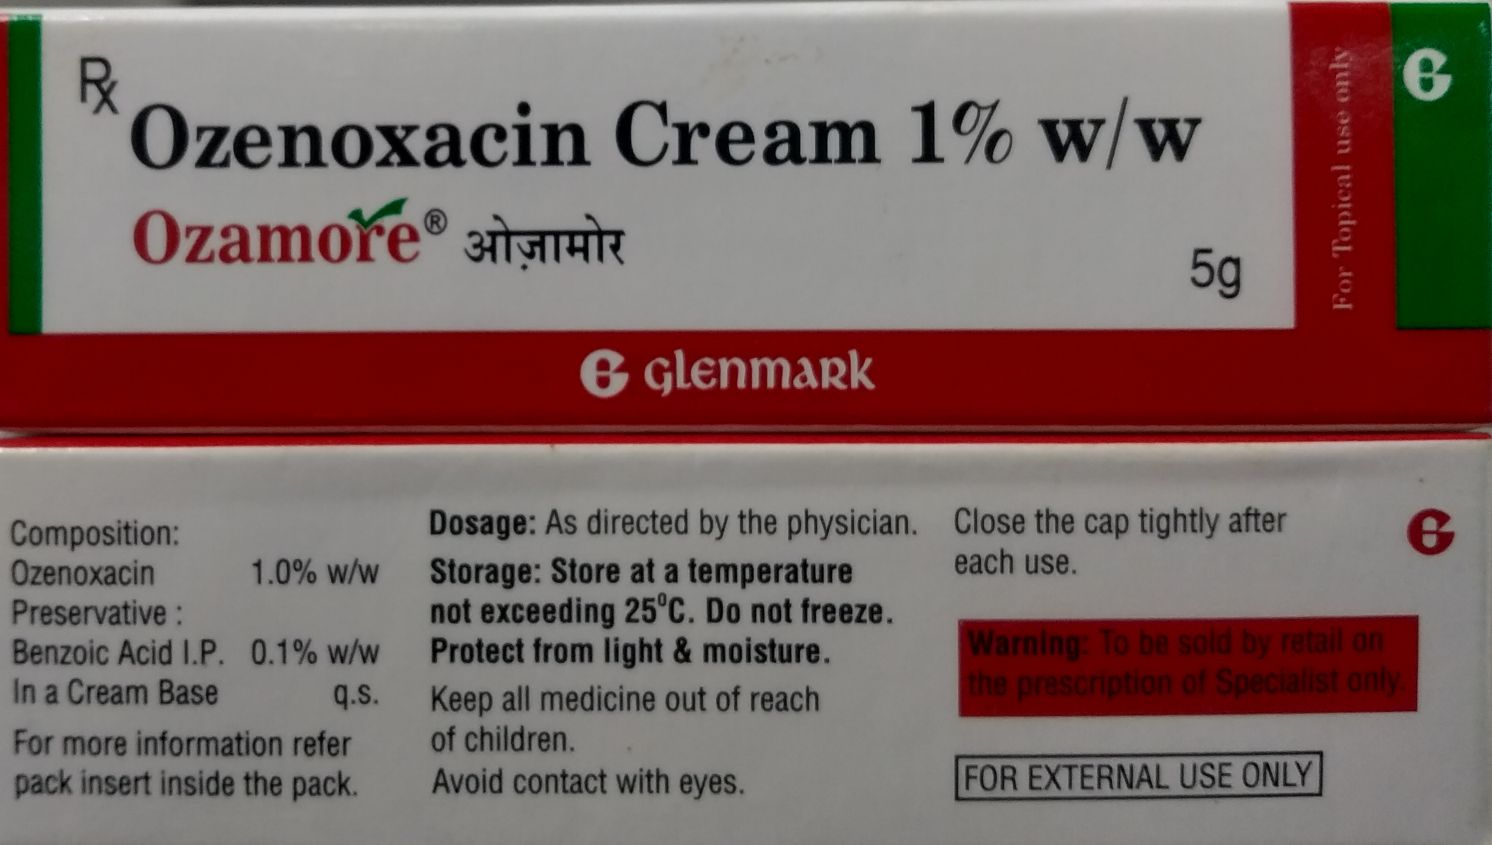 Rx
Ozenoxacin Cream 1% w/w
Ozamore® ओज़ामोर
5g
For Topical use only
G
G GLENMARK
Composition:
Ozenoxacin 1.0% w/w
Preservative :
Benzoic Acid I.P. 0.1% w/w
In a Cream Base q.s.
For more information refer
pack insert inside the pack.
Dosage: As directed by the physician.
Storage: Store at a temperature
not exceeding 25⁰C. Do not freeze.
Protect from light & moisture.
Keep all medicine out of reach
of children.
Avoid contact with eyes.
Close the cap tightly after
each use.
G
Warning: To be sold by retail on
the prescription of Specialist only.
FOR EXTERNAL USE ONLY